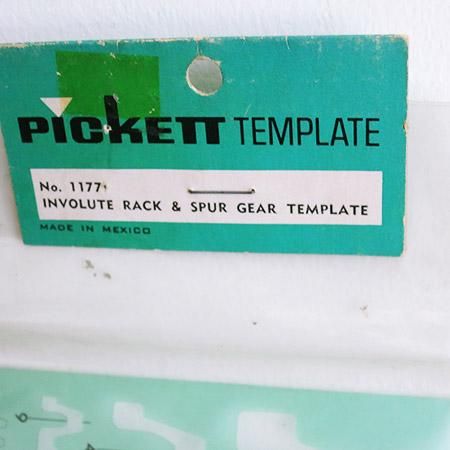 PICKETT TEMPLATE
No. 1177
INVOLUTE RACK & SPUR GEAR TEMPLATE
MADE IN MEXICO